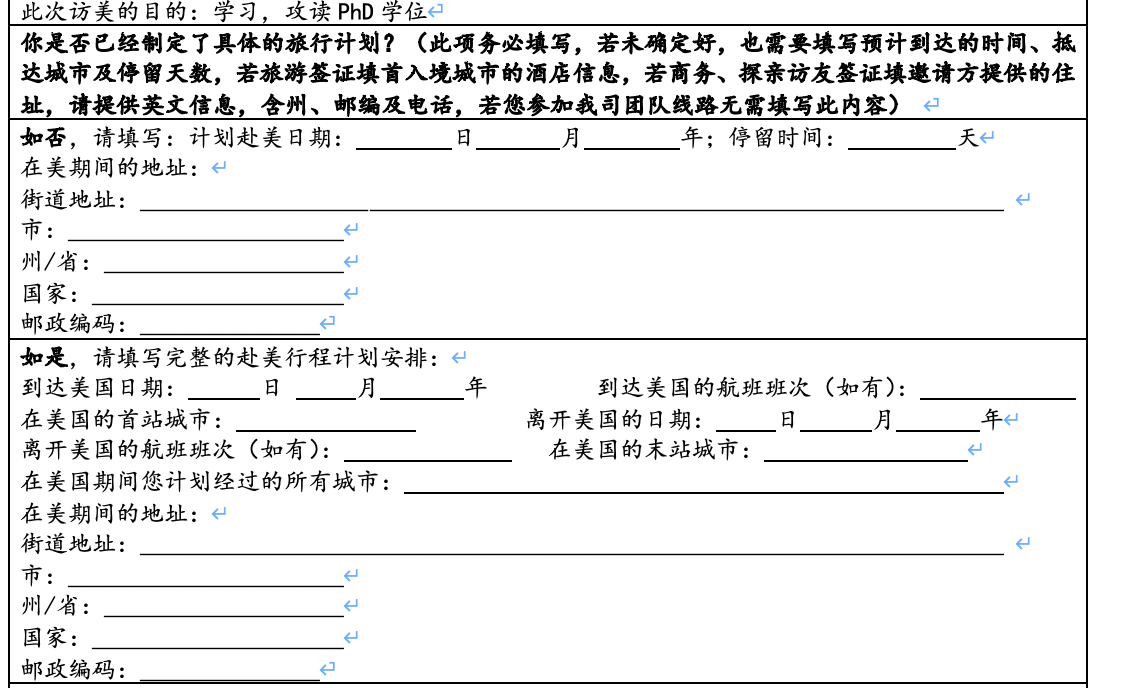 此次访美的目的：学习，攻读 PhD 学位
你是否已经制定了具体的旅行计划？（此项务必填写，若未确定好，也需要填写预计到达的时间、抵
达城市及停留天数，若旅游签证填首入境城市的酒店信息，若商务、探亲访友签证填邀请方提供的住
址，请提供英文信息，含州、邮编及电话，若您参加我司团队线路无需填写此内容）
如否，请填写：计划赴美日期：________日_______月________年；停留时间：_________天
在美期间的地址：
街道地址：________________________________________________________________________
市：_______________________
州/省：____________________
国家：_____________________
邮政编码：_______________
如是，请填写完整的赴美行程计划安排：
到达美国日期：______日 _____月_______年 到达美国的航班班次（如有）：_____________
在美国的首站城市：_______________ 离开美国的日期：_____日______月_______年
离开美国的航班班次（如有）：______________ 在美国的末站城市：_________________
在美国期间您计划经过的所有城市：__________________________________________________
在美期间的地址：
街道地址：________________________________________________________________________
市：_______________________
州/省：____________________
国家：_____________________
邮政编码：_______________